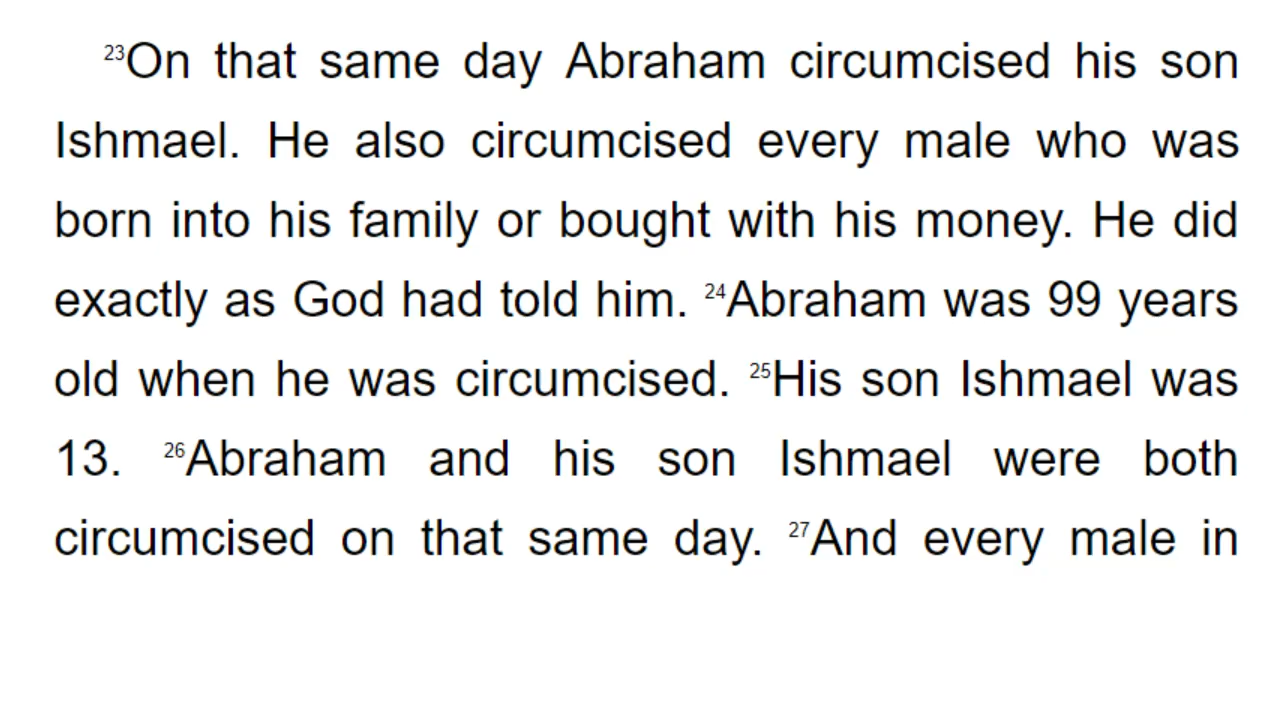 23On that same day Abraham circumcised his son
Ishmael. He also circumcised every male who was
born into his family or bought with his money. He did
exactly as God had told him. 24Abraham was 99 years
old when he was circumcised. 25His son Ishmael was
13. 26Abraham and his son Ishmael were both
circumcised on that same day. 27And every male in